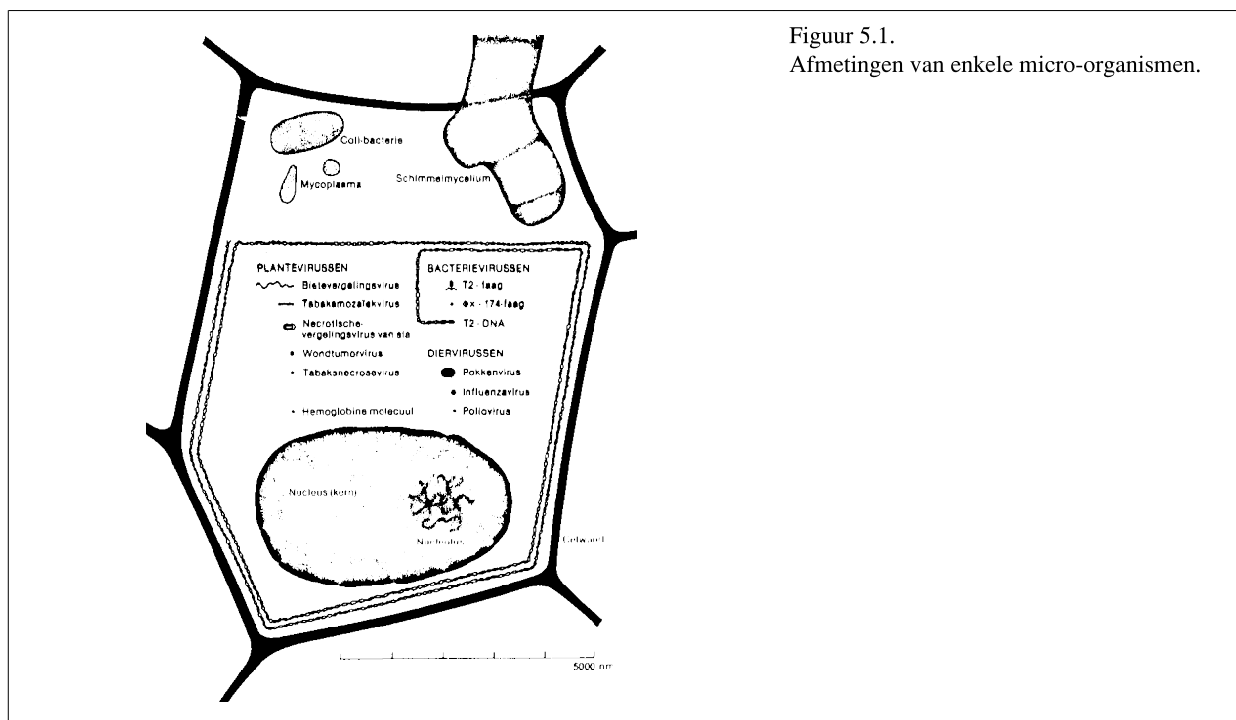 Figuur 5.1.
Afmetingen van enkele micro-organismen.
Coli-bacterie
Mycoplasma
Schimmelmycelium
PLANTEVIRUSSEN
Bietevergelingsvirus
Tabakamozaïekvirus
Necrotische-
vergelingsvirus van sla
Wondtumorvirus
Tabaksnecrosevirus
Hemoglobine molecuul
BACTERIEVIRUSSEN
T2-faag
T2-DNA
DIERVIRUSSEN
Pokkenvirus
Influenzavirus
Poliovirus
Nucleus (kern)
Nucleolus
Celwand
5000 nm